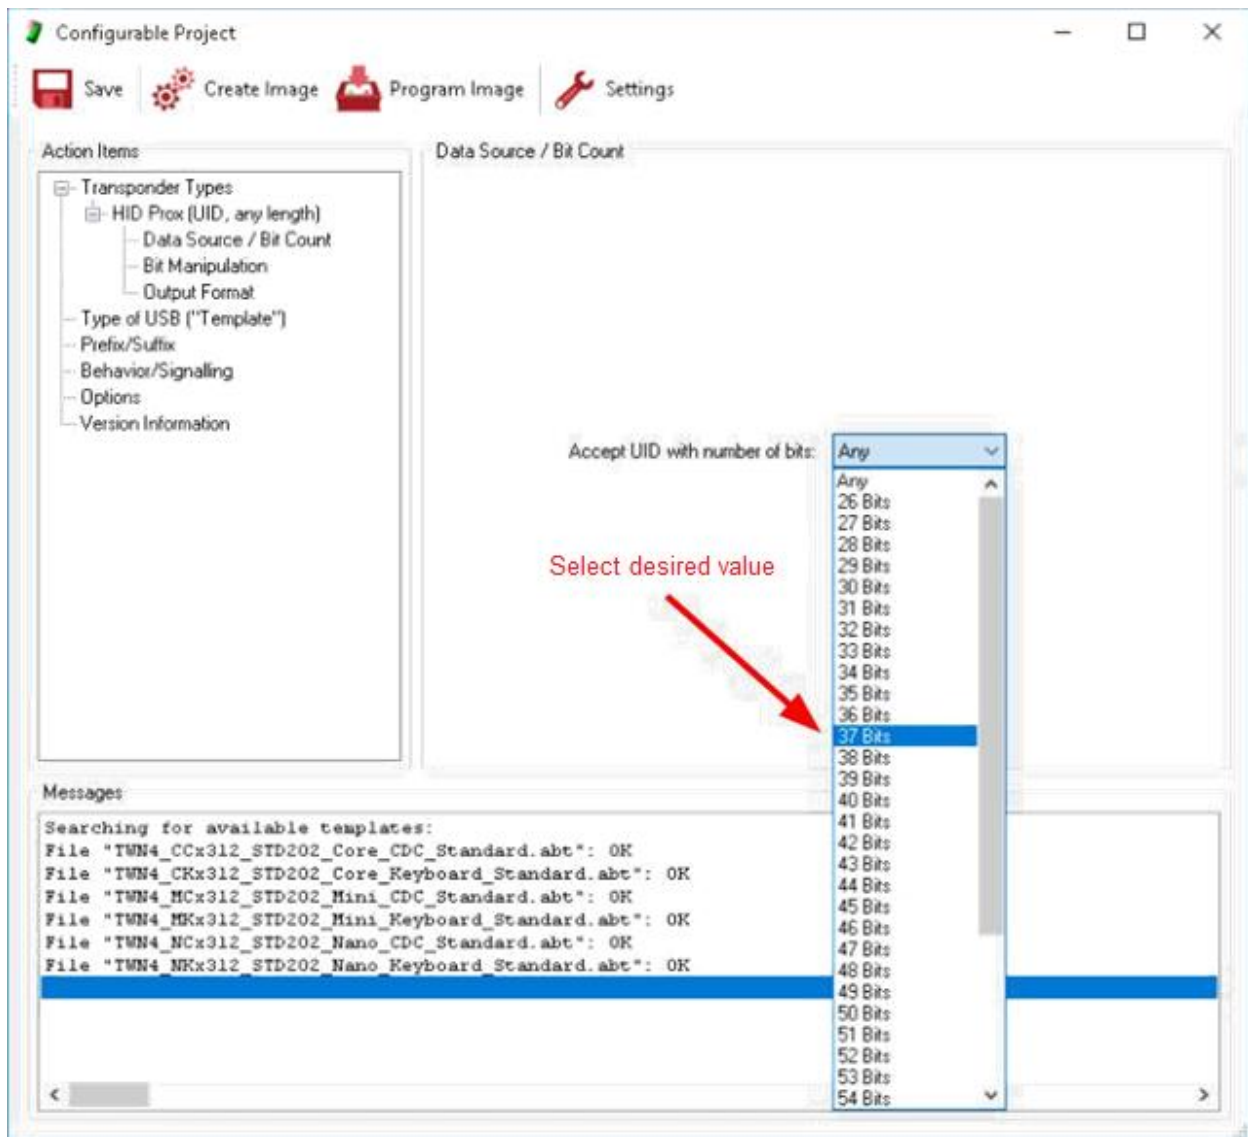 Configurable Project
Save Create Image Program Image Settings
Action Items
Transponder Types
HID Prox (UID, any length)
Data Source / Bit Count
Bit Manipulation
Output Format
Type of USB ("Template")
Prefix/Suffix
Behavior/Signalling
Options
Version Information
Data Source / Bit Count
Accept UID with number of bits: Any
Any
26 Bits
27 Bits
28 Bits
29 Bits
30 Bits
31 Bits
32 Bits
33 Bits
34 Bits
35 Bits
36 Bits
37 Bits
38 Bits
39 Bits
40 Bits
41 Bits
42 Bits
43 Bits
44 Bits
45 Bits
46 Bits
47 Bits
48 Bits
49 Bits
50 Bits
51 Bits
52 Bits
53 Bits
54 Bits
Select desired value
Messages
Searching for available templates:
File "TWN4_CCx312_STD202_Core_CDC_Standard.abt": OK
File "TWN4_CKx312_STD202_Core_Keyboard_Standard.abt": OK
File "TWN4_MCx312_STD202_Mini_CDC_Standard.abt": OK
File "TWN4_MKx312_STD202_Mini_Keyboard_Standard.abt": OK
File "TWN4_NCx312_STD202_Nano_CDC_Standard.abt": OK
File "TWN4_NKx312_STD202_Nano_Keyboard_Standard.abt": OK